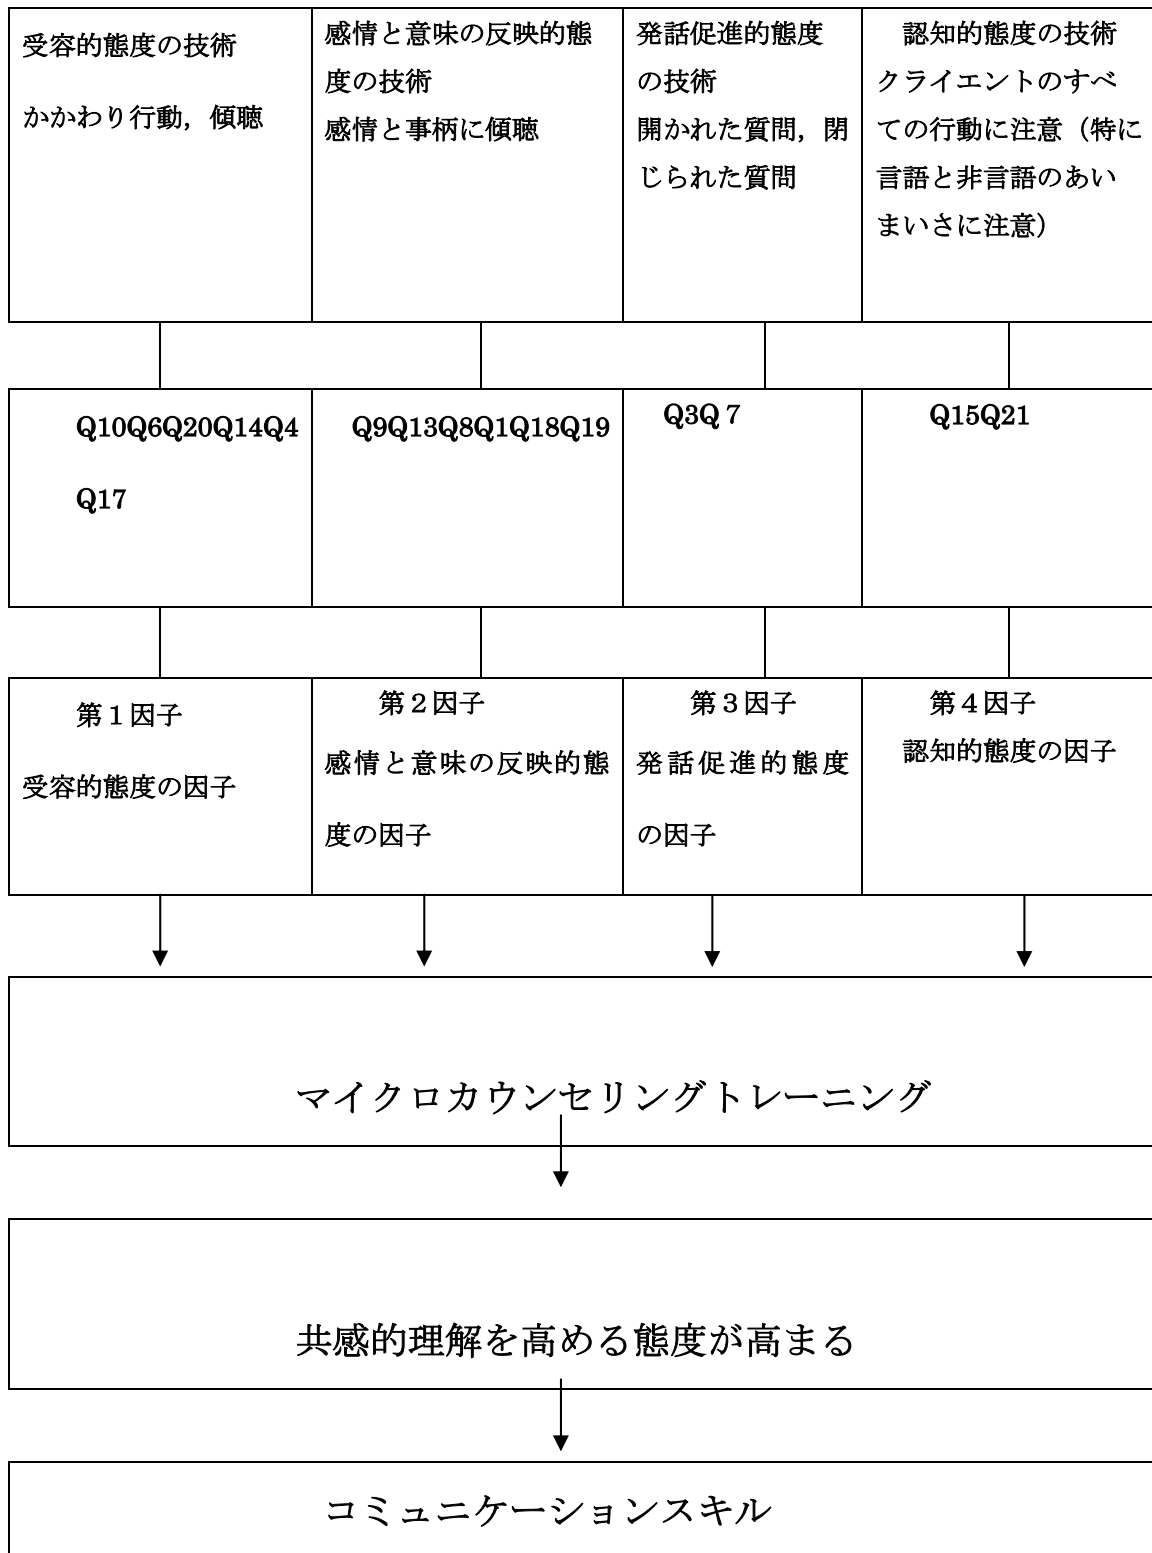 受容的態度の技術
かかわり行動，傾聴
感情と意味の反映的態
度の技術
感情と事柄に傾聴
発話促進的態度
の技術
開かれた質問，閉
じられた質問
認知的態度の技術
クライエントのすべ
ての行動に注意（特に
言語と非言語のあい
まいさに注意）
Q10Q6Q20Q14Q4
Q17
Q9Q13Q8Q1Q18Q19
Q3Q７
Q15Q21
第１因子
受容的態度の因子
第２因子
感情と意味の反映的態
度の因子
第３因子
発話促進的態度
の因子
第４因子
認知的態度の因子
マイクロカウンセリングトレーニング
共感的理解を高める態度が高まる
コミュニケーションスキル